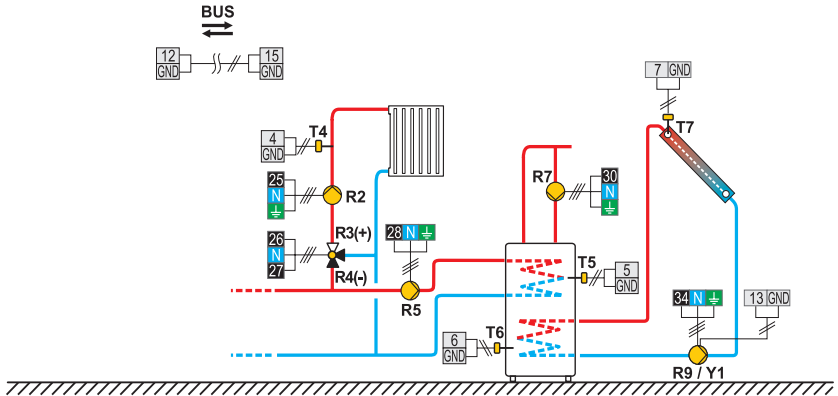 BUS
12
GND
15
GND
7 GND
T7
4
GND
T4
25
N
R2
R7
30
N
R3(+)
28 N
26
N
27
R4(-)
T5
5
GND
R5
34 N
13 GND
T6
6
GND
R9 / Y1